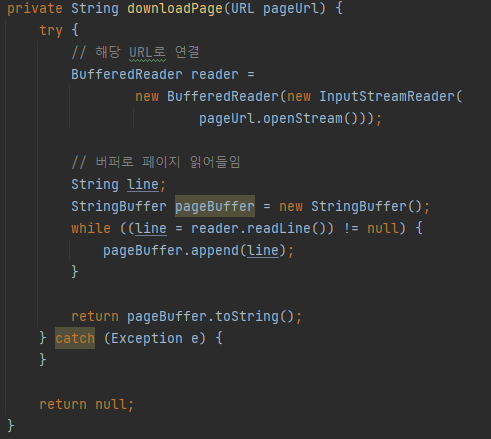 private String downloadPage(URL pageUrl) {
try {
// 해당 URL로 연결
BufferedReader reader =
new BufferedReader(new InputStreamReader(
pageUrl.openStream()));
// 버퍼로 페이지 읽어들임
String line;
StringBuffer pageBuffer = new StringBuffer();
while ((line = reader.readLine()) != null) {
pageBuffer.append(line);
}
return pageBuffer.toString();
} catch (Exception e) {
}
return null;
}